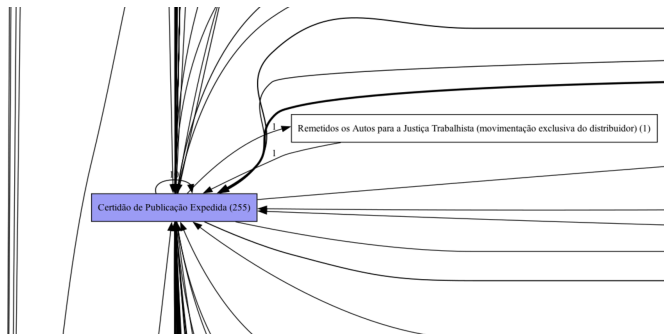 1
Remetidos os Autos para a Justiça Trabalhista (movimentação exclusiva do distribuidor) (1)
1
Certidão de Publicação Expedida (255)